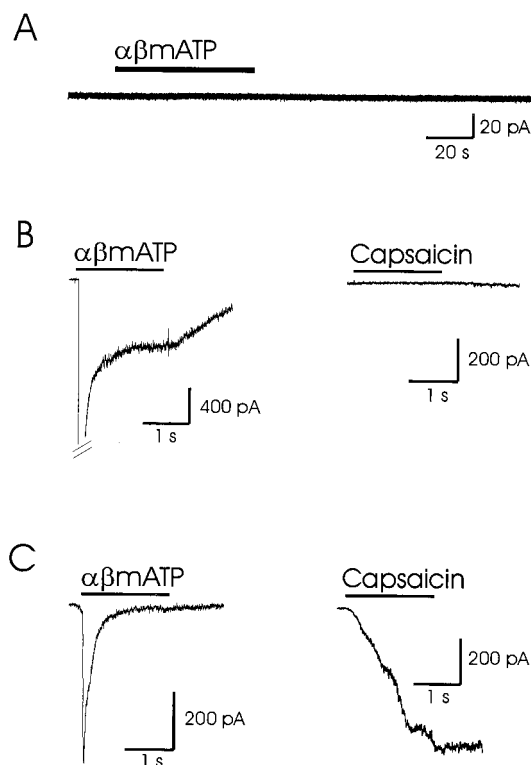 A
αβmATP
20 pA
20 s
B
αβmATP
Capsaicin
400 pA
1 s
200 pA
1 s
C
αβmATP
Capsaicin
200 pA
1 s
200 pA
1 s